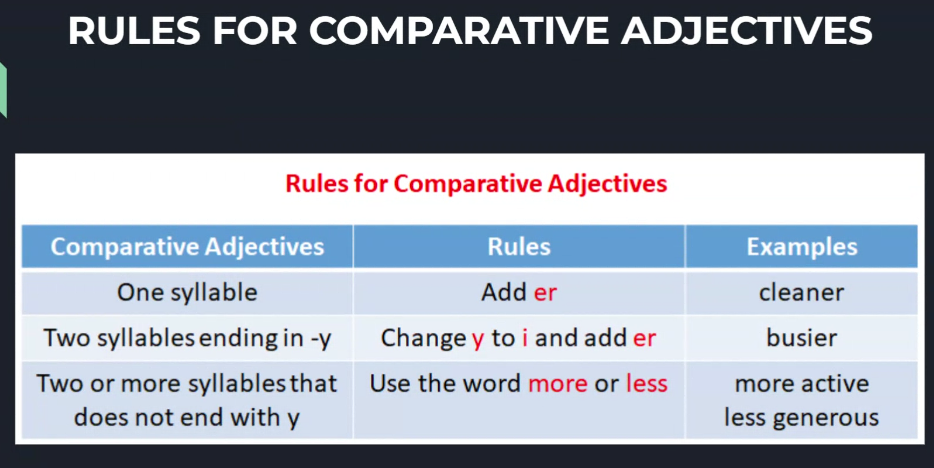 RULES FOR COMPARATIVE ADJECTIVES
Rules for Comparative Adjectives
Comparative Adjectives Rules Examples
One syllable Add er cleaner
Two syllables ending in -y Change y to i and add er busier
Two or more syllables that Use the word more or less more active
does not end with y less generous